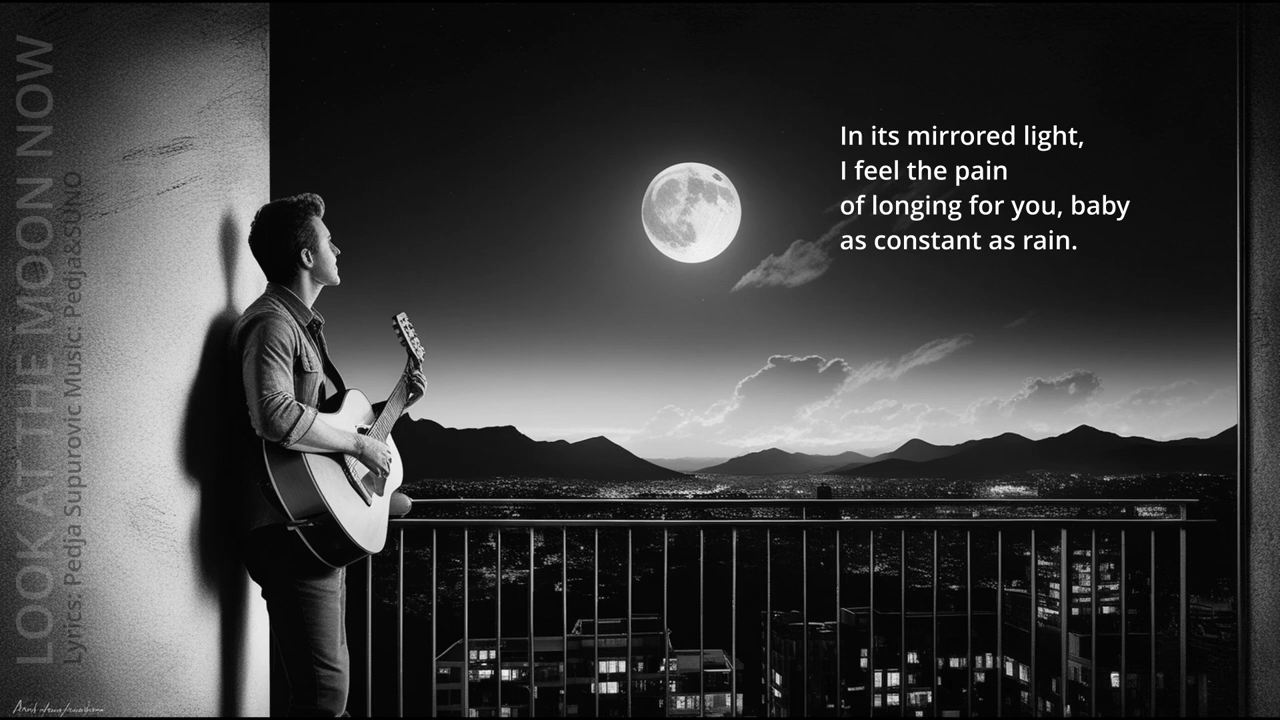 LOOK AT THE MOON NOW
Lyrics: Pedja Supurovic Music: Pedja&SUNO
In its mirrored light,
I feel the pain
of longing for you, baby
as constant as rain.